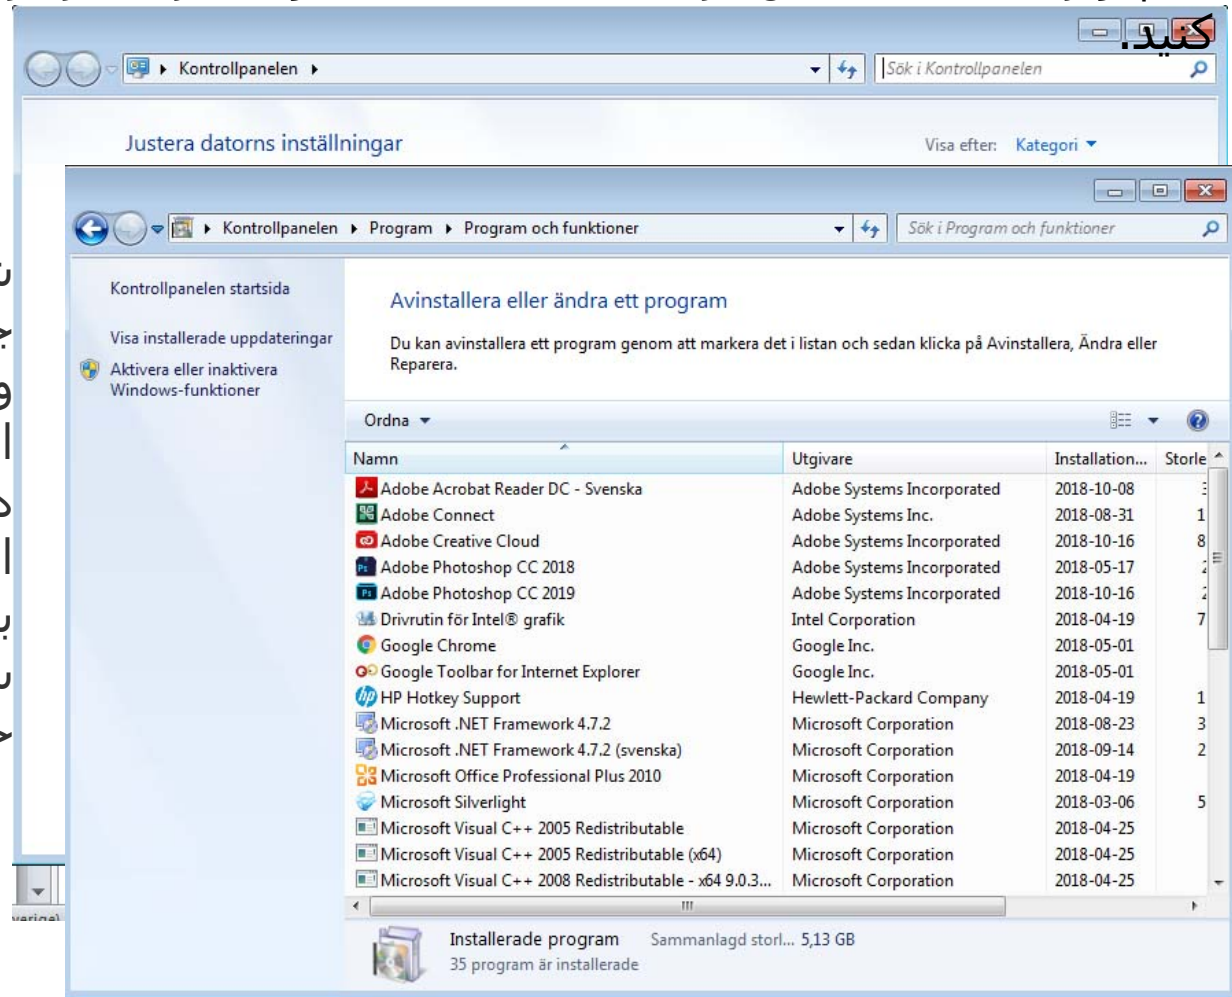 کنید.
Kontrollpanelen
Sök i Kontrollpanelen
Justera datorns inställningar
Visa efter: Kategori
Kontrollpanelen Program Program och funktioner
Sök i Program och funktioner
Kontrollpanelen startsida
Visa installerade uppdateringar
Aktivera eller inaktivera
Windows-funktioner
Avinstallera eller ändra ett program
Du kan avinstallera ett program genom att markera det i listan och sedan klicka på Avinstallera, Ändra eller
Reparera.
Ordna
Namn Utgivare Installation... Storle
Adobe Acrobat Reader DC - Svenska Adobe Systems Incorporated 2018-10-08
Adobe Connect Adobe Systems Inc. 2018-08-31 1
Adobe Creative Cloud Adobe Systems Incorporated 2018-10-16 8
Adobe Photoshop CC 2018 Adobe Systems Incorporated 2018-05-17
Adobe Photoshop CC 2019 Adobe Systems Incorporated 2018-10-16
Drivrutin för Intel® grafik Intel Corporation 2018-04-19 7
Google Chrome Google Inc. 2018-05-01
Google Toolbar for Internet Explorer Google Inc. 2018-05-01
HP Hotkey Support Hewlett-Packard Company 2018-04-19 1
Microsoft .NET Framework 4.7.2 Microsoft Corporation 2018-08-23 3
Microsoft .NET Framework 4.7.2 (svenska) Microsoft Corporation 2018-09-14 2
Microsoft Office Professional Plus 2010 Microsoft Corporation 2018-04-19
Microsoft Silverlight Microsoft Corporation 2018-03-06 5
Microsoft Visual C++ 2005 Redistributable Microsoft Corporation 2018-04-25
Microsoft Visual C++ 2005 Redistributable (x64) Microsoft Corporation 2018-04-25
Microsoft Visual C++ 2008 Redistributable - x64 9.0.3... Microsoft Corporation 2018-04-25
Installerade program Sammanlagd storl... 5,13 GB
35 program är installerade